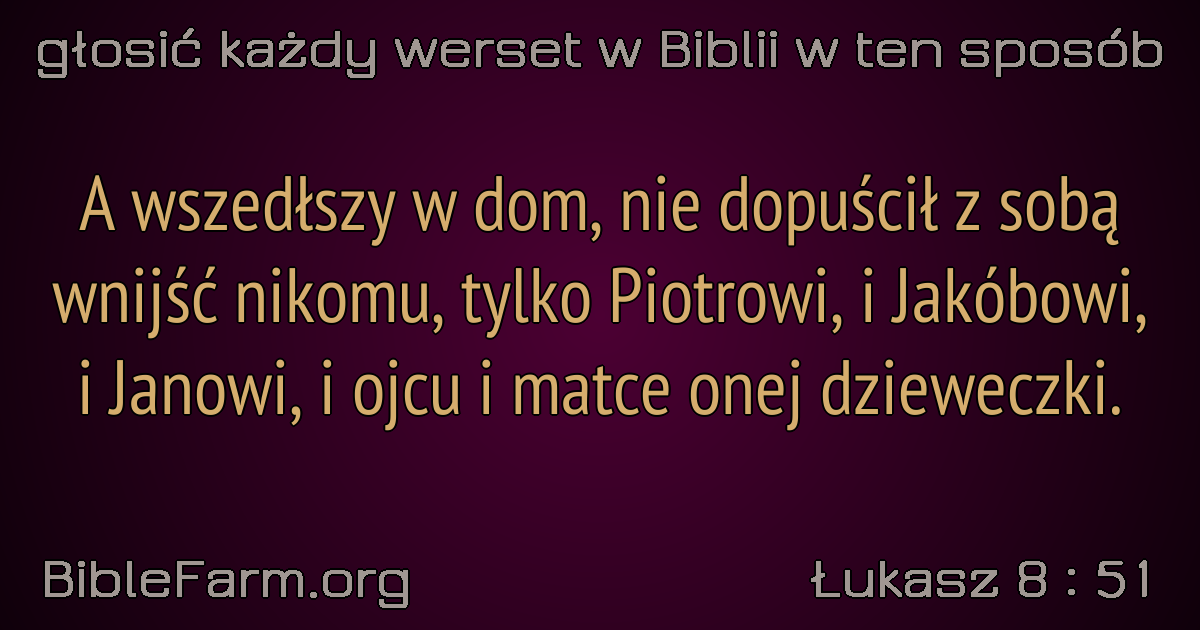 głosić każdy werset w Biblii w ten sposób
A wszedłszy w dom, nie dopuścił z sobą
wnijść nikomu, tylko Piotrowi, i Jakóbowi,
i Janowi, i ojcu i matce onej dzieweczki.
BibleFarm.org
Łukasz 8 : 51